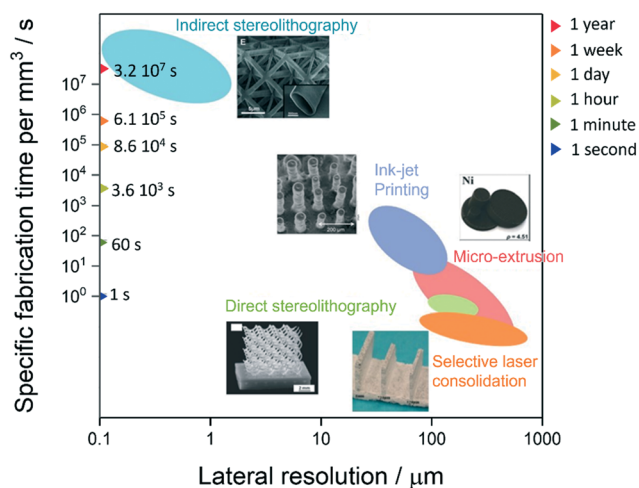 Indirect stereolithography
E
5μm
3.2 10⁷ s
6.1 10⁵ s
8.6 10⁴ s
3.6 10³ s
60 s
1 s
Ink-jet
Printing
200 μm
Ni
ρ = 4.51
Micro-extrusion
Direct stereolithography
2 mm
Selective laser
consolidation
1 year
1 week
1 day
1 hour
1 minute
1 second
Specific fabrication time per mm³ / s
10⁷
10⁶
10⁵
10⁴
10³
10²
10¹
10⁰
0.1
1
10
100
1000
Lateral resolution / μm